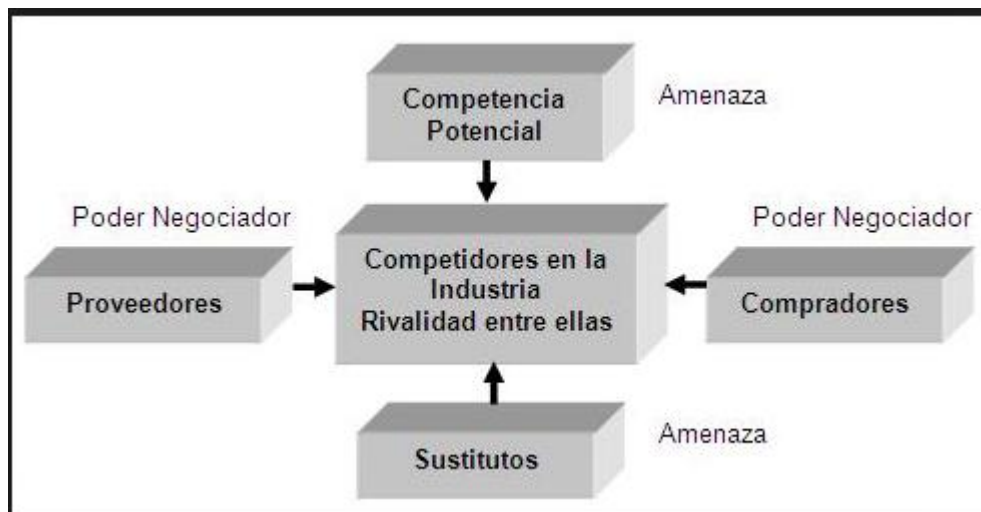 Competencia
Potencial
Amenaza
Poder Negociador
Proveedores
Competidores en la
Industria
Rivalidad entre ellas
Poder Negociador
Compradores
Sustitutos
Amenaza